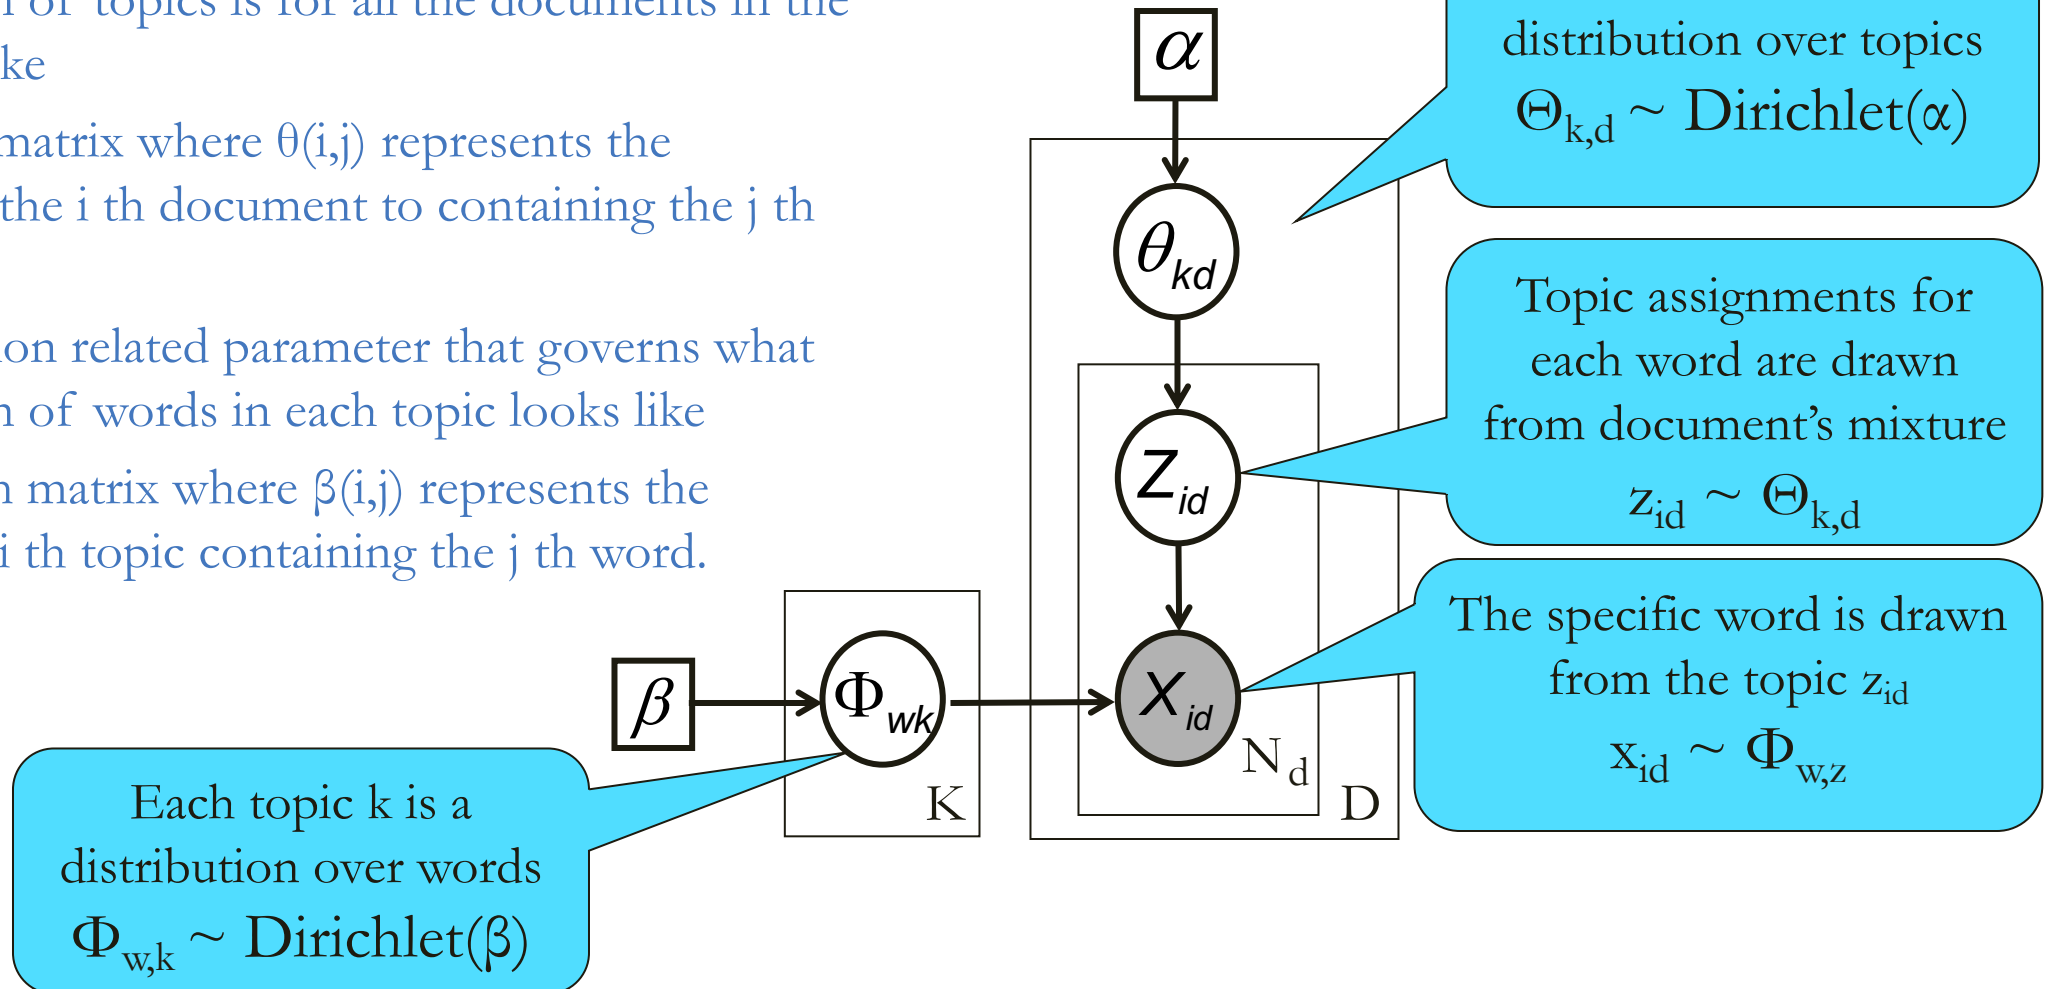 of topics is for all the documents in the
ke
matrix where θ(i,j) represents the
the i th document to containing the j th
ion related parameter that governs what
n of words in each topic looks like
n matrix where β(i,j) represents the
i th topic containing the j th word.
α
θkd
Zid
Xid
Nd
D
β
Φwk
K
distribution over topics
Θk,d ~ Dirichlet(α)
Topic assignments for
each word are drawn
from document’s mixture
zid ~ Θk,d
The specific word is drawn
from the topic zid
xid ~ Φw,z
Each topic k is a
distribution over words
Φw,k ~ Dirichlet(β)